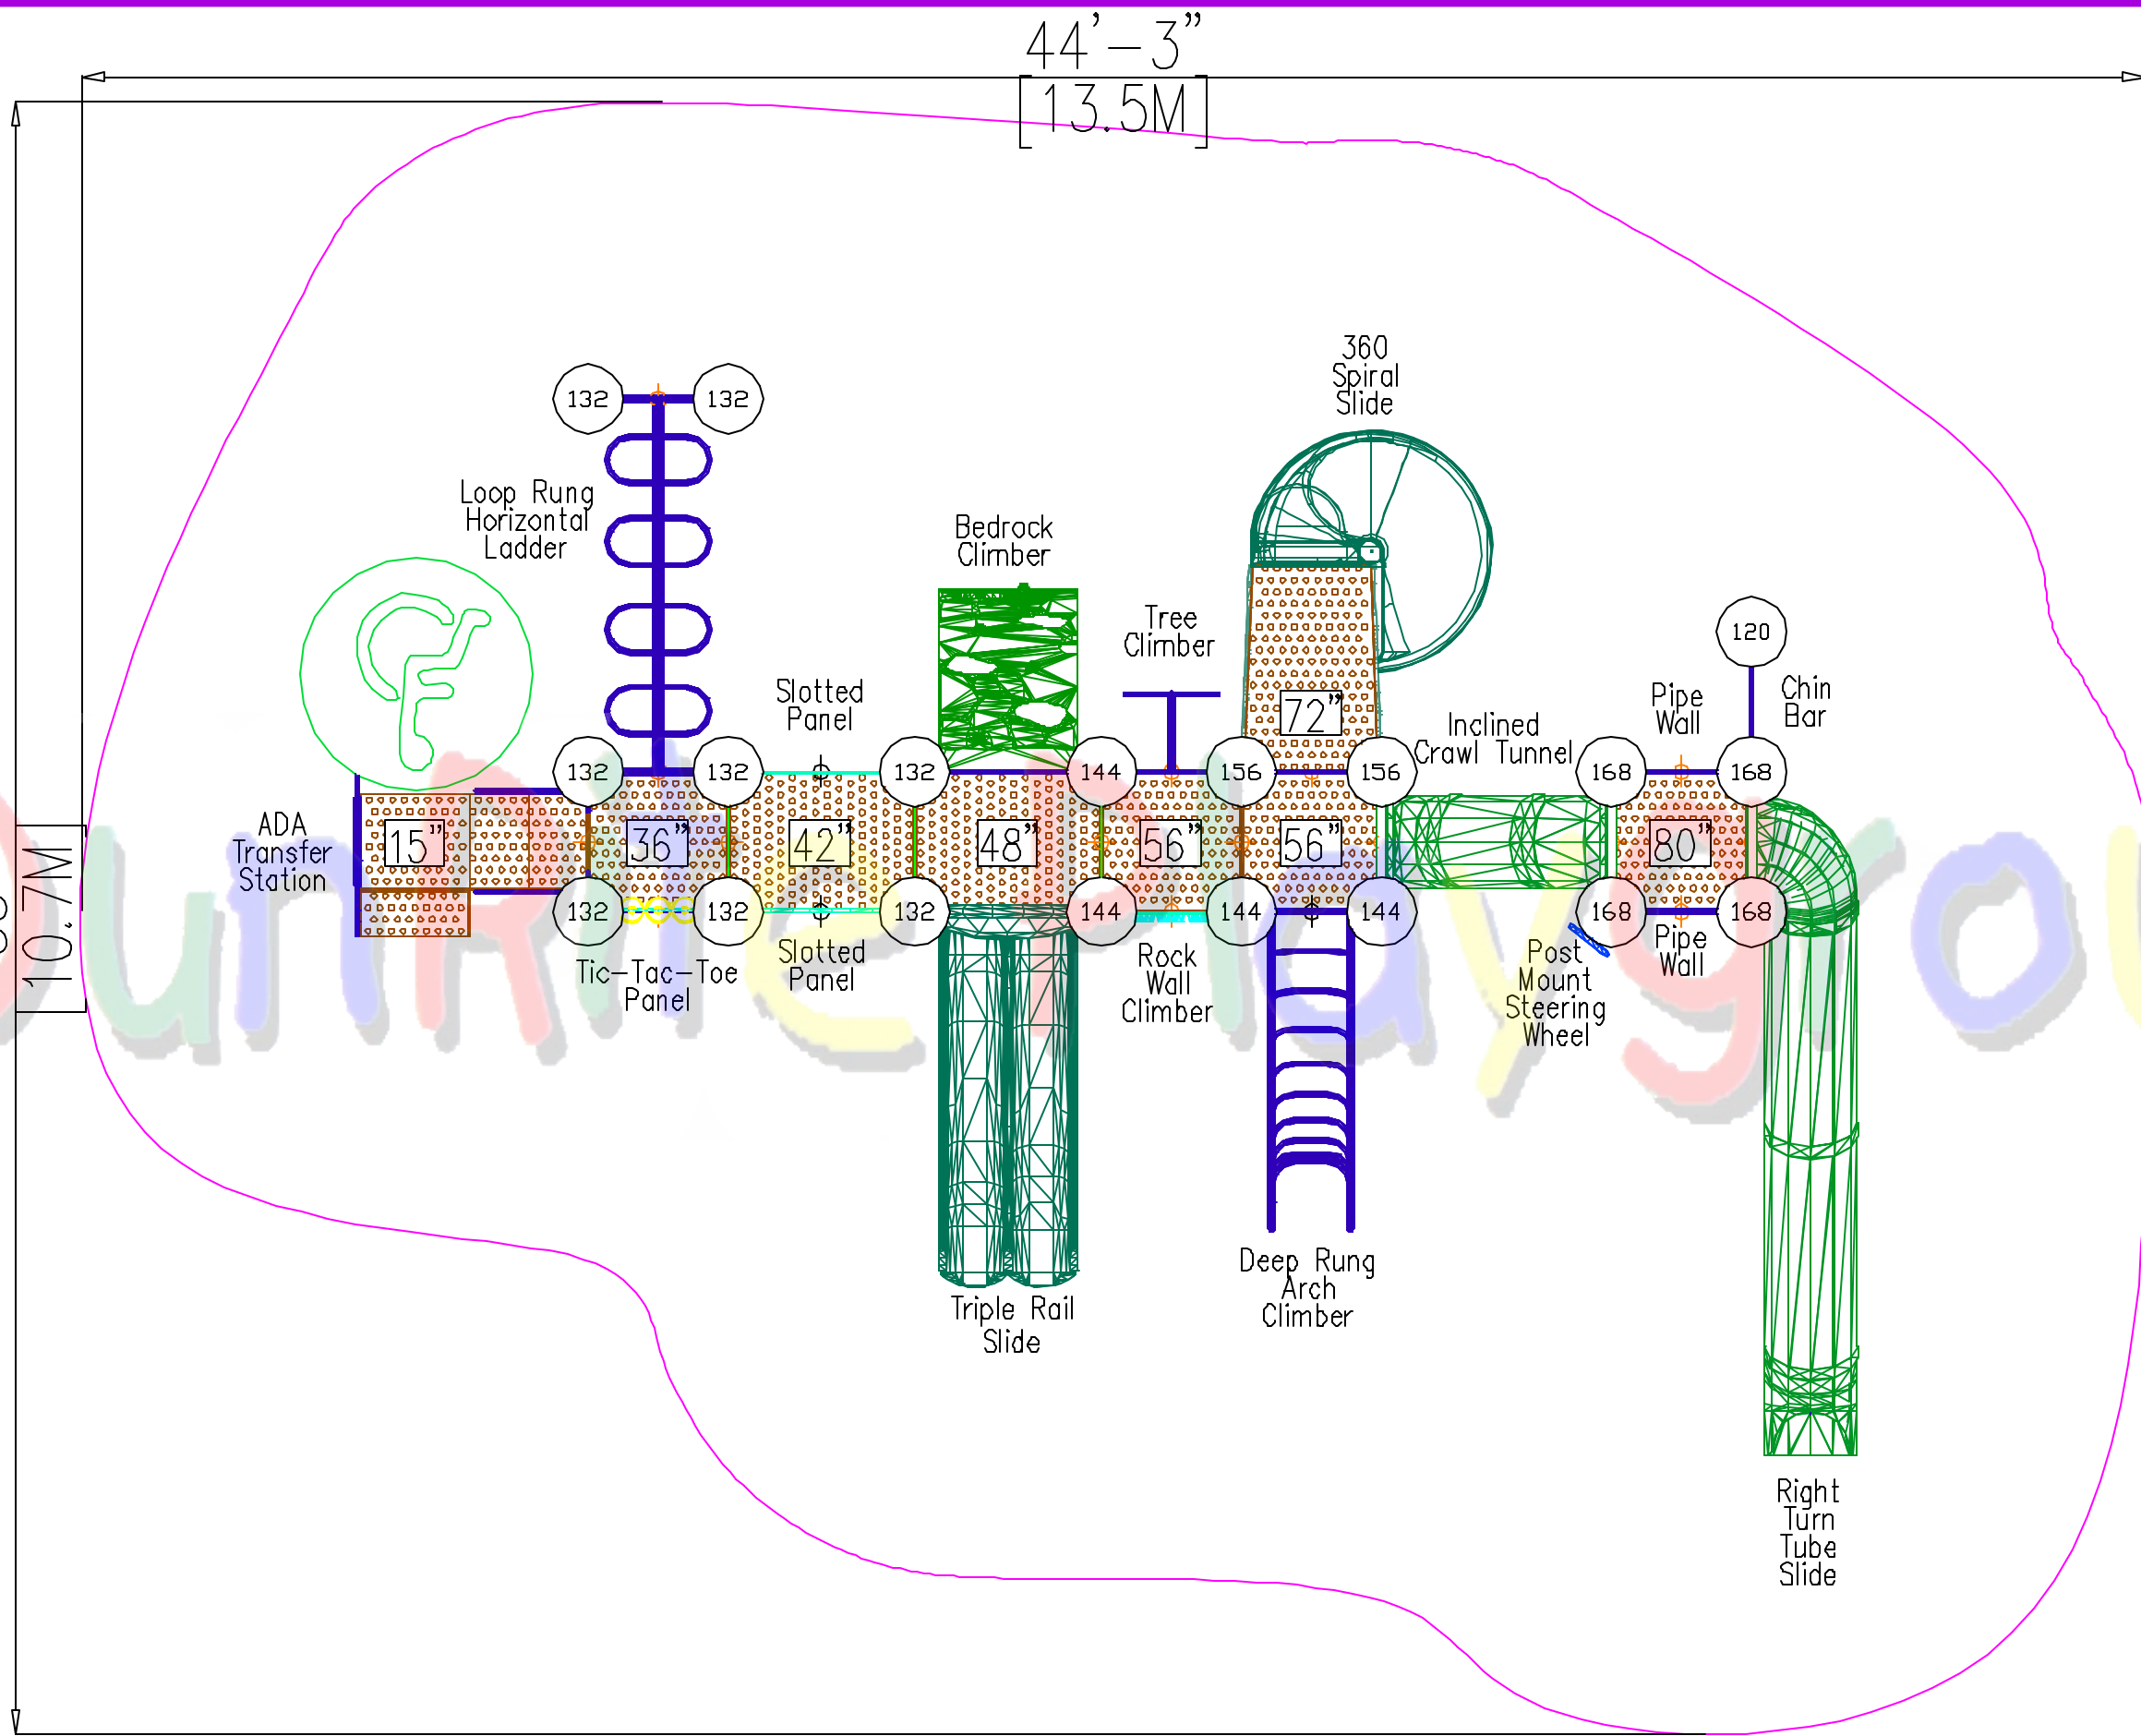 44'-3"
[13.5M]
10.7M
360
Spiral
Slide
132
132
Loop Rung
Horizontal
Ladder
Bedrock
Climber
Tree
Climber
120
Slotted
Panel
72"
Pipe
Wall
Chin
Bar
Inclined
Crawl Tunnel
132
132
132
144
156
156
168
168
ADA
Transfer
Station
15"
36"
42"
48"
56"
56"
80"
132
132
132
144
144
144
168
168
Tic-Tac-Toe
Panel
Slotted
Panel
Rock
Wall
Climber
Post
Mount
Steering
Wheel
Pipe
Wall
Deep Rung
Arch
Climber
Triple Rail
Slide
Right
Turn
Tube
Slide